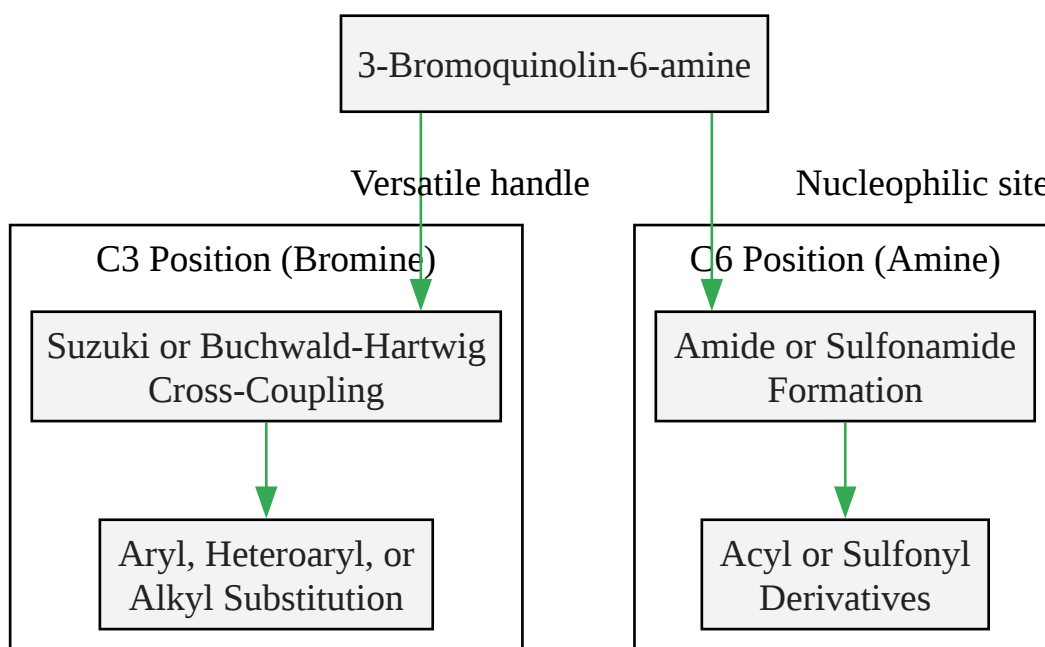 3-Bromoquinolin-6-amine
Versatile handle
Nucleophilic site
C3 Position (Bromine)
Suzuki or Buchwald-Hartwig
Cross-Coupling
Aryl, Heteroaryl, or
Alkyl Substitution
C6 Position (Amine)
Amide or Sulfonamide
Formation
Acyl or Sulfonyl
Derivatives